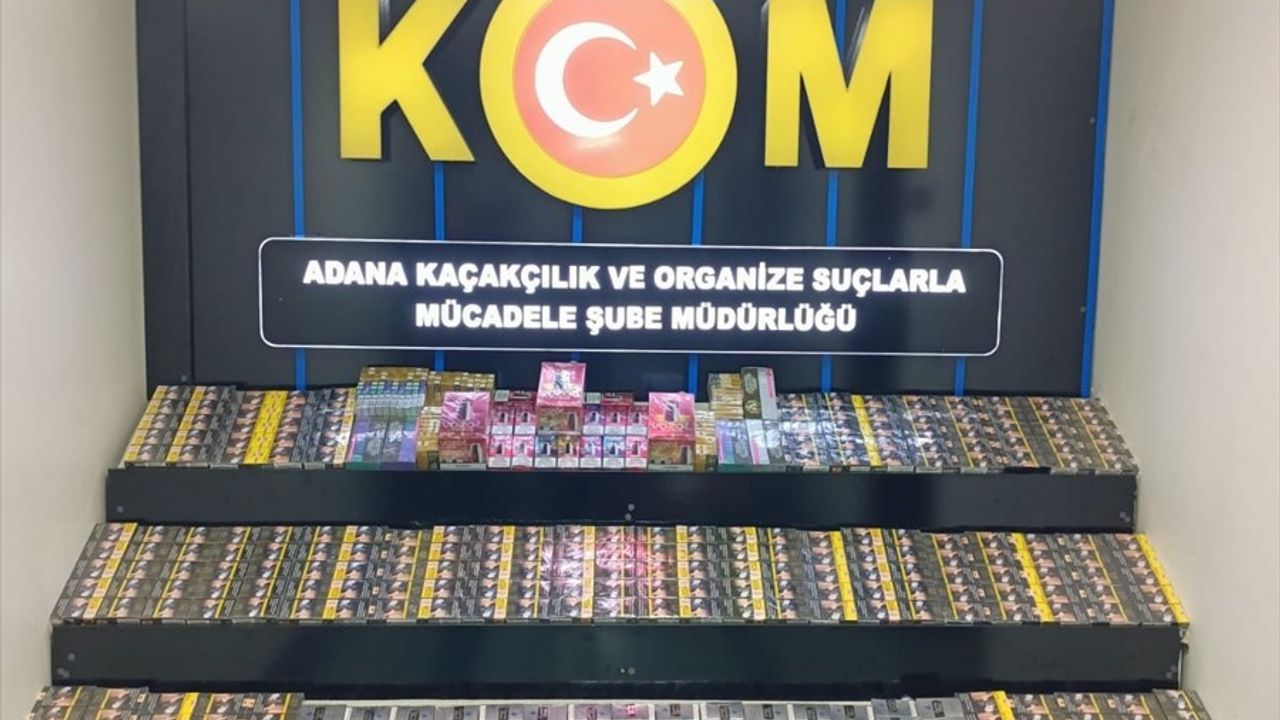 KOM
ADANA KAÇAKÇILIK VE ORGANİZE SUÇLARLA
MÜCADELE ŞUBE MÜDÜRLÜĞÜ